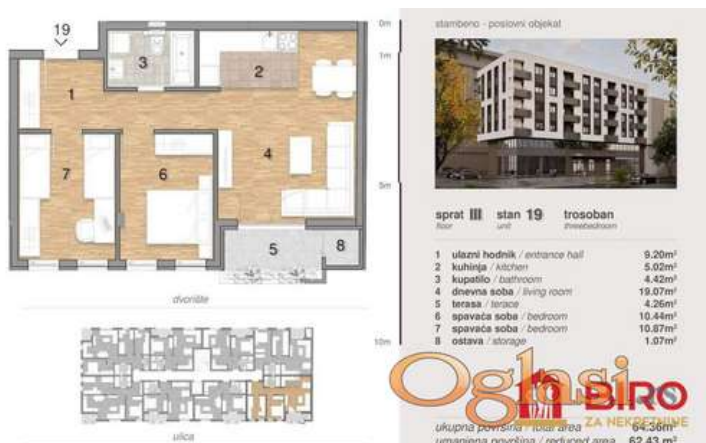 19
1
2
3
4
5
6
7
8
dvorište
ulica
0m
1m
5m
10m
stambeno - poslovni objekat
sprat III stan 19 trosoban
floor unit threebedroom
1 ulazni hodnik / entrance hall 9.20m²
2 kuhinja / kitchen 5.02m²
3 kupatilo / bathroom 4.42m²
4 dnevna soba / living room 19.07m²
5 terasa / terace 4.26m²
6 spavaća soba / bedroom 10.44m²
7 spavaća soba / bedroom 10.87m²
8 ostava / storage 1.07m²
Oglasi
BIRO
ZA NEKRETNINE
ukupna površina / total area 64.36m²
umanjena površina / reduced area 62.43 m²